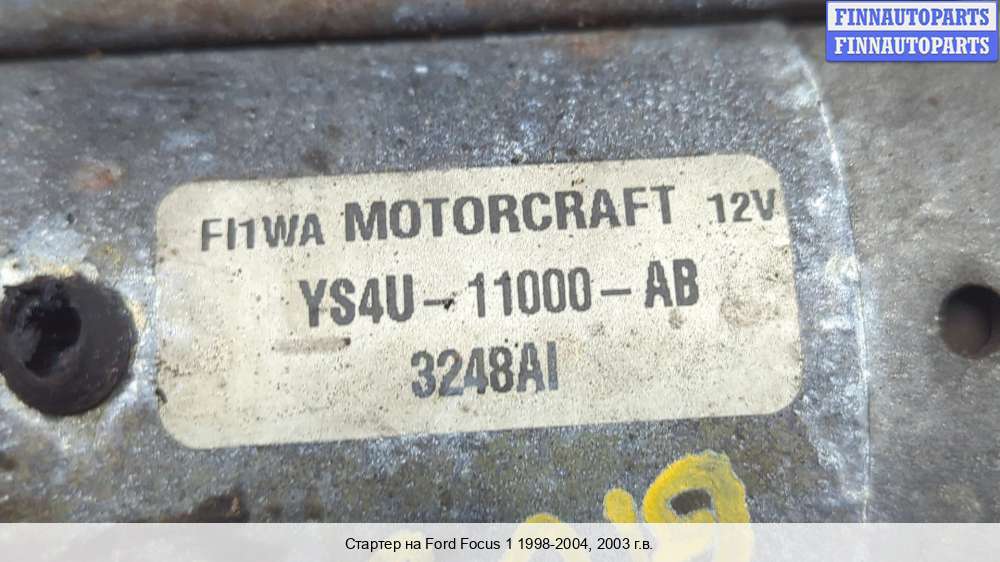 FINNAUTOPARTS
FINNAUTOPARTS
FI1WA MOTORCRAFT 12V
YS4U-11000-AB
3248AI
Стартер на Ford Focus 1 1998-2004, 2003 г.в.